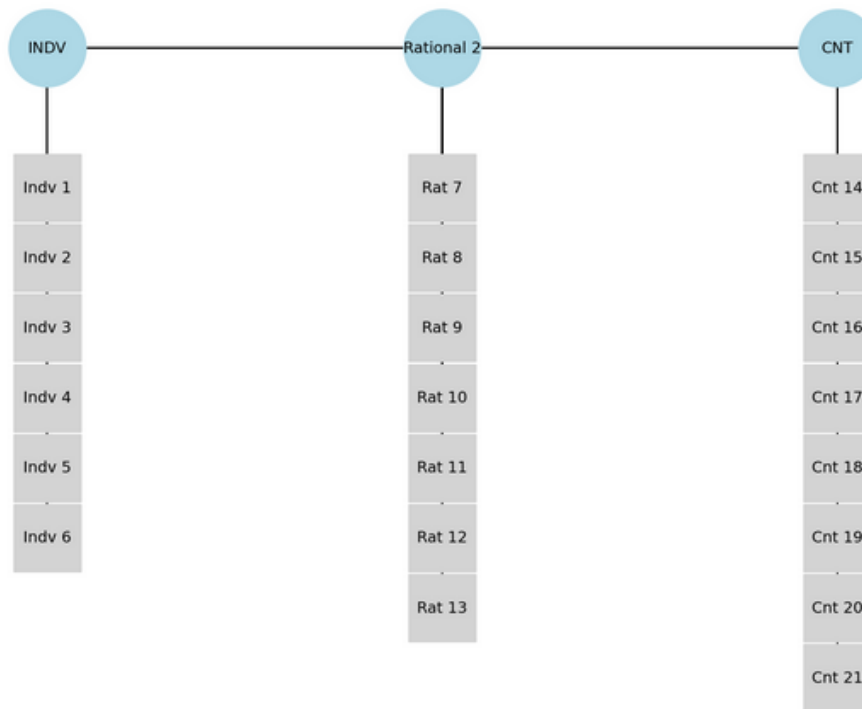 INDV
Rational 2
CNT
Indv 1
Indv 2
Indv 3
Indv 4
Indv 5
Indv 6
Rat 7
Rat 8
Rat 9
Rat 10
Rat 11
Rat 12
Rat 13
Cnt 14
Cnt 15
Cnt 16
Cnt 17
Cnt 18
Cnt 19
Cnt 20
Cnt 21